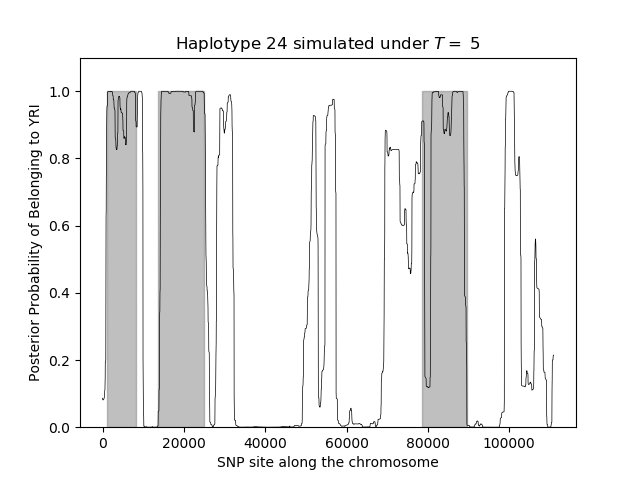 Haplotype 24 simulated under T = 5
Posterior Probability of Belonging to YRI
1.0
0.8
0.6
0.4
0.2
0.0
0 20000 40000 60000 80000 100000
SNP site along the chromosome